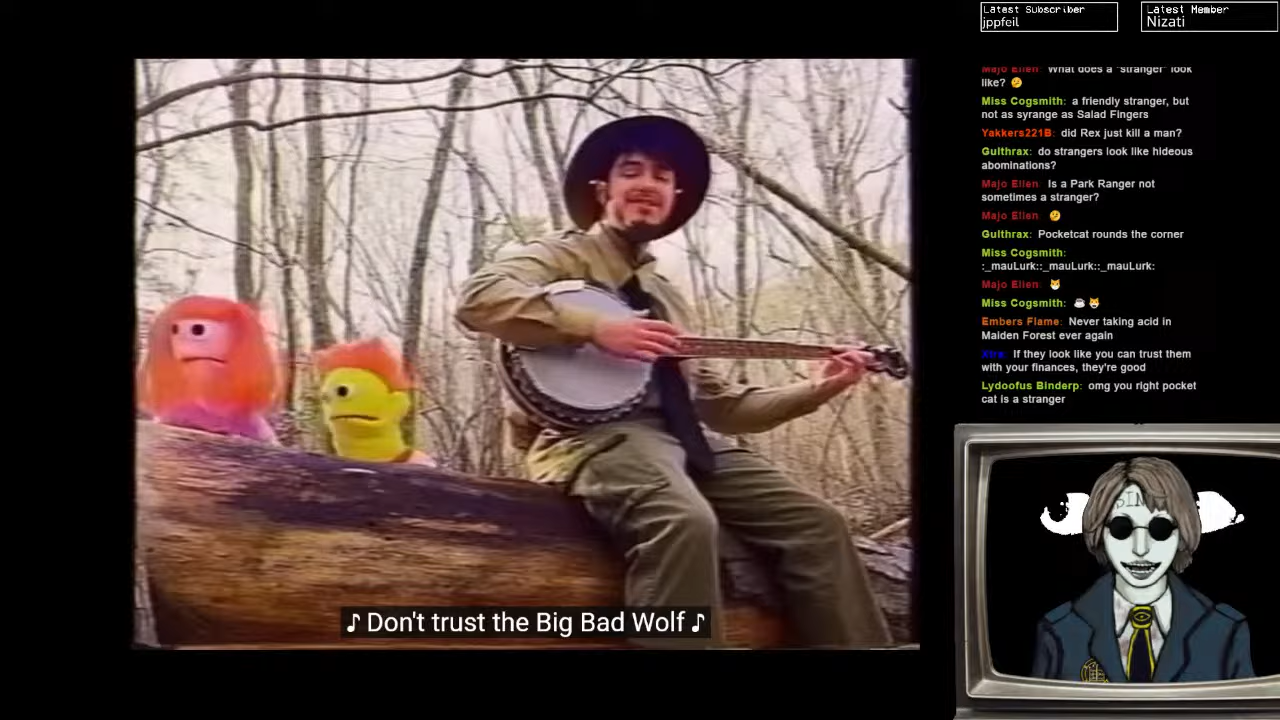 Latest Subscriber
jppfeil
Latest Member
Nizati
Majo Ellen: What does a "stranger" look
like? 🤔
Miss Cogsmith: a friendly stranger, but
not as syrange as Salad Fingers
Yakkers221B: did Rex just kill a man?
Gulthrax: do strangers look like hideous
abominations?
Majo Ellen: Is a Park Ranger not
sometimes a stranger?
Majo Ellen: 🤔
Gulthrax: Pocketcat rounds the corner
Miss Cogsmith:
:_mauLurk::_mauLurk::_mauLurk:
Majo Ellen: 😺
Miss Cogsmith: ☕😺
Embers Flame: Never taking acid in
Maiden Forest ever again
If they look like you can trust them
with your finances, they're good
Lydoofus Binderp: omg you right pocket
cat is a stranger
SIN
♪ Don't trust the Big Bad Wolf ♪